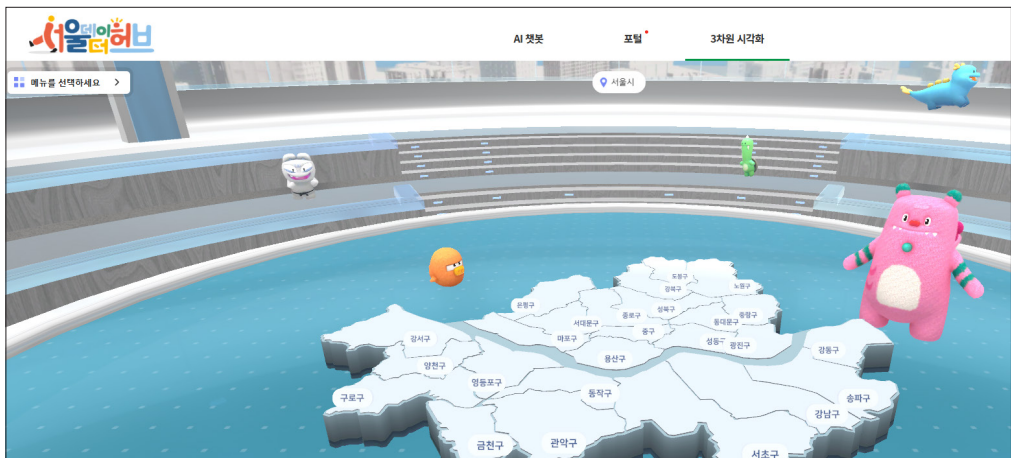 서울데이터허브
AI 챗봇
포털
3차원 시각화
메뉴를 선택하세요
서울시
도봉구
강북구
노원구
은평구
성북구
종로구
중랑구
서대문구
동대문구
마포구
중구
성동구
광진구
용산구
강서구
강동구
양천구
영등포구
동작구
구로구
송파구
강남구
금천구
관악구
서초구